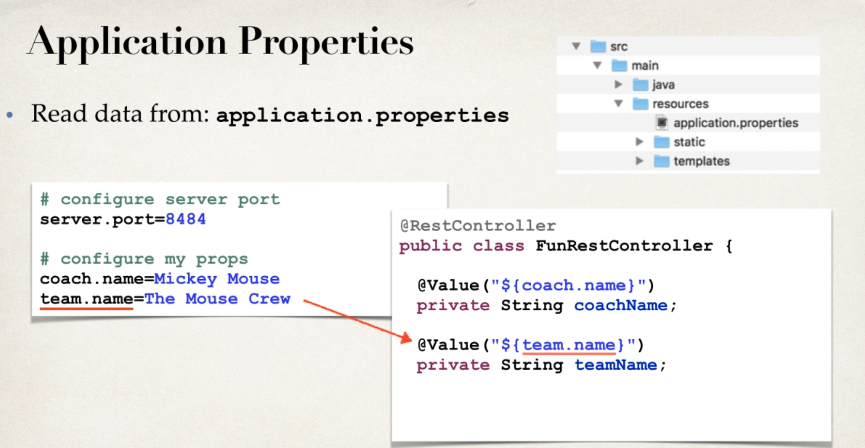 Application Properties
• Read data from: application.properties
src
main
java
resources
application.properties
static
templates
# configure server port
server.port=8484
# configure my props
coach.name=Mickey Mouse
team.name=The Mouse Crew
@RestController
public class FunRestController {
@Value("${coach.name}")
private String coachName;
@Value("${team.name}")
private String teamName;